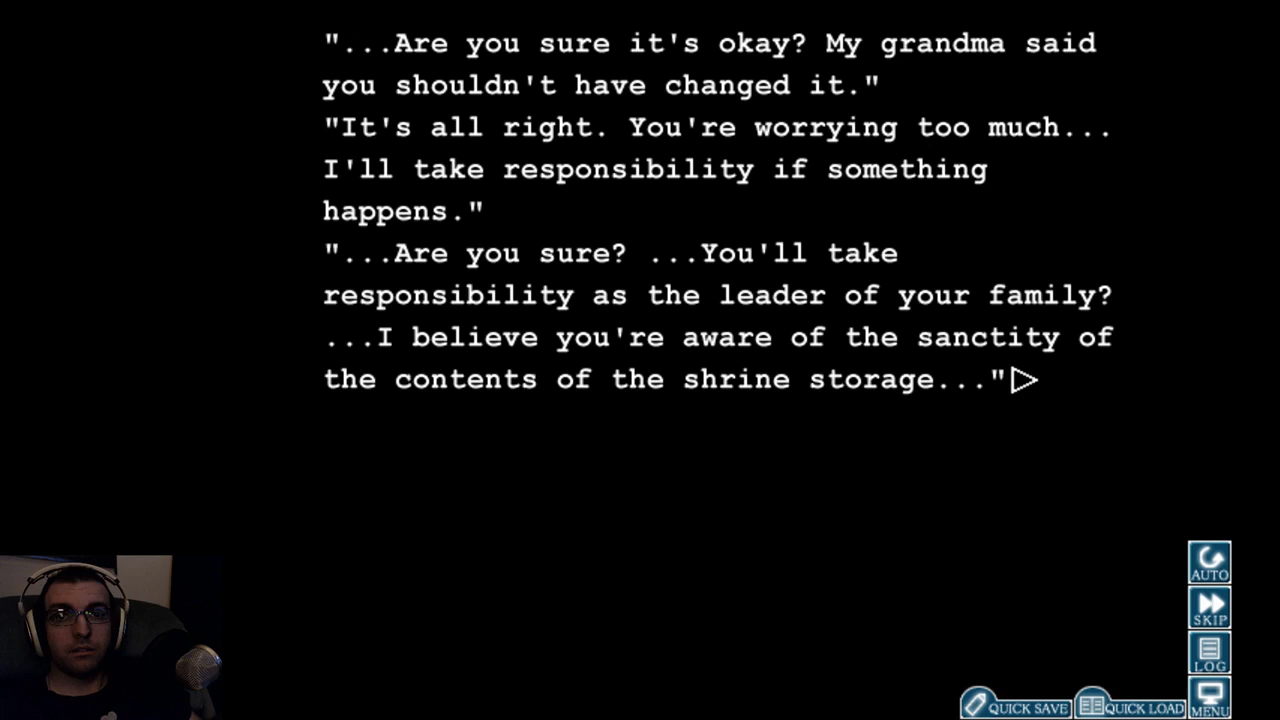 "...Are you sure it's okay? My grandma said
you shouldn't have changed it."
"It's all right. You're worrying too much...
I'll take responsibility if something
happens."
"...Are you sure? ...You'll take
responsibility as the leader of your family?
...I believe you're aware of the sanctity of
the contents of the shrine storage..."
AUTO
SKIP
LOG
QUICK SAVE
QUICK LOAD
MENU